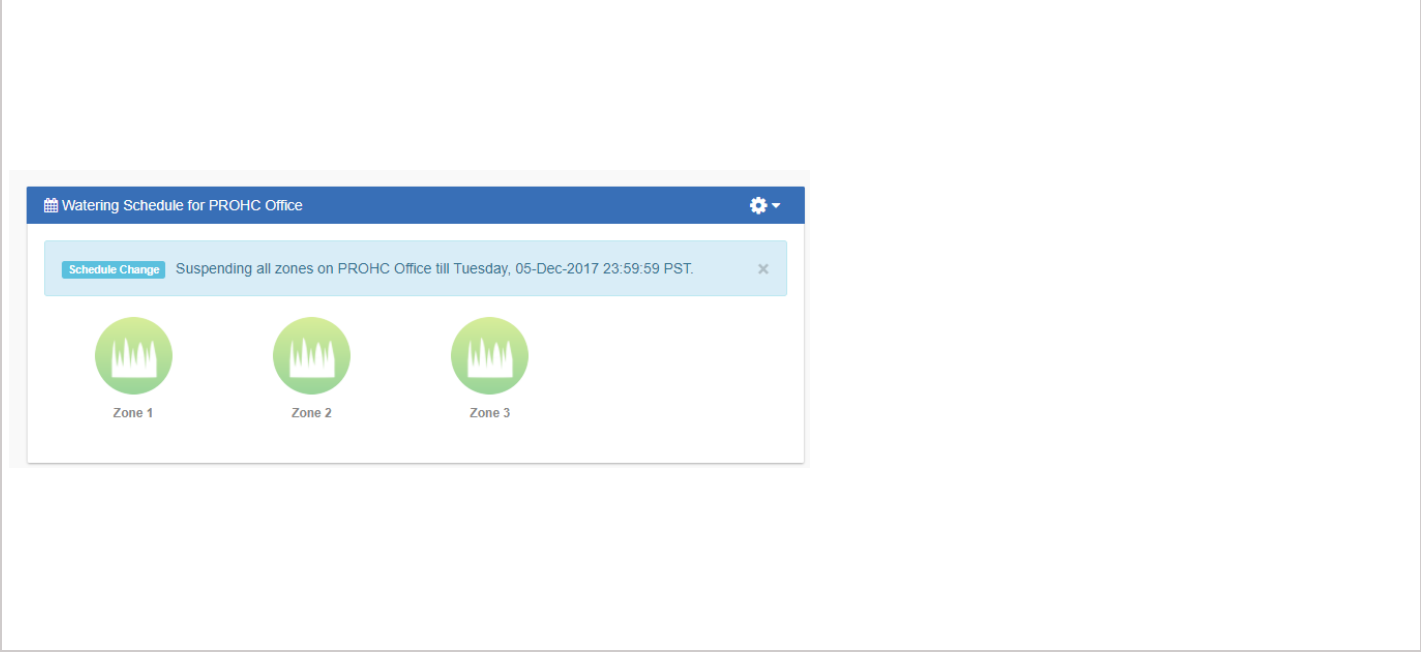 Watering Schedule for PROHC Office
Schedule Change Suspending all zones on PROHC Office till Tuesday, 05-Dec-2017 23:59:59 PST. ×
Zone 1 Zone 2 Zone 3